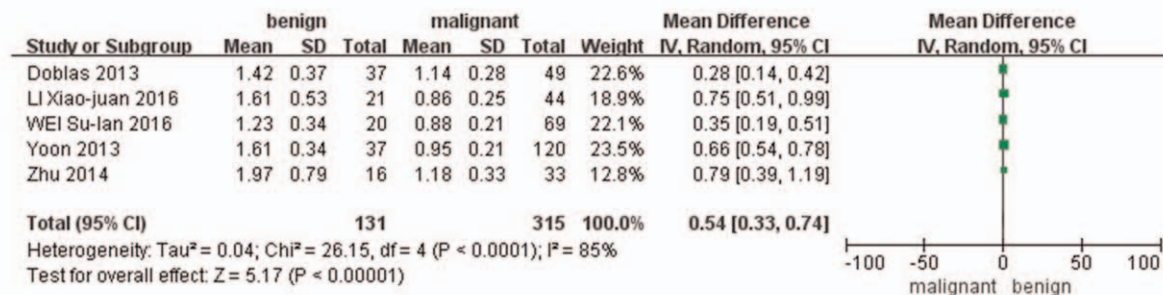 benign malignant Mean Difference Mean Difference
Study or Subgroup Mean SD Total Mean SD Total Weight IV, Random, 95% CI IV, Random, 95% CI
Doblas 2013 1.42 0.37 37 1.14 0.28 49 22.6% 0.28 [0.14, 0.42]
LI Xiao-juan 2016 1.61 0.53 21 0.86 0.25 44 18.9% 0.75 [0.51, 0.99]
WEI Su-lan 2016 1.23 0.34 20 0.88 0.21 69 22.1% 0.35 [0.19, 0.51]
Yoon 2013 1.61 0.34 37 0.95 0.21 120 23.5% 0.66 [0.54, 0.78]
Zhu 2014 1.97 0.79 16 1.18 0.33 33 12.8% 0.79 [0.39, 1.19]
Total (95% CI) 131 315 100.0% 0.54 [0.33, 0.74]
Heterogeneity: Tau² = 0.04; Chi² = 26.15, df = 4 (P < 0.0001); I² = 85%
Test for overall effect: Z = 5.17 (P < 0.00001)
-100 -50 0 50 100
malignant benign